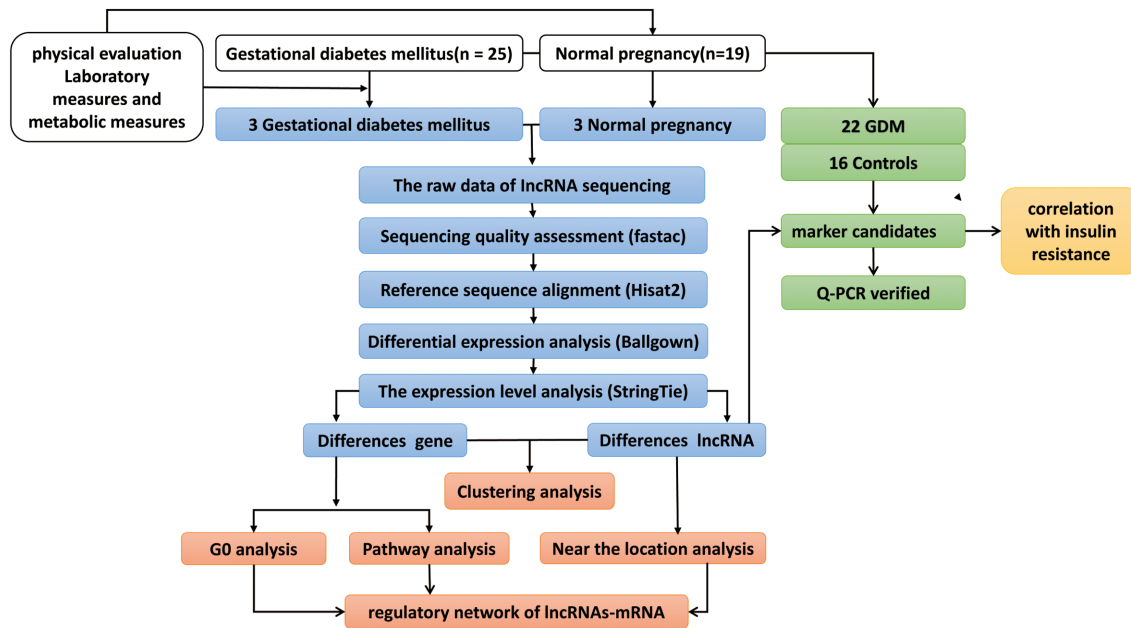 physical evaluation
Laboratory
measures and
metabolic measures
Gestational diabetes mellitus(n = 25)
Normal pregnancy(n=19)
3 Gestational diabetes mellitus
3 Normal pregnancy
22 GDM
16 Controls
The raw data of lncRNA sequencing
Sequencing quality assessment (fastac)
marker candidates
correlation
with insulin
resistance
Reference sequence alignment (Hisat2)
Q-PCR verified
Differential expression analysis (Ballgown)
The expression level analysis (StringTie)
Differences gene
Differences lncRNA
Clustering analysis
G0 analysis
Pathway analysis
Near the location analysis
regulatory network of lncRNAs-mRNA